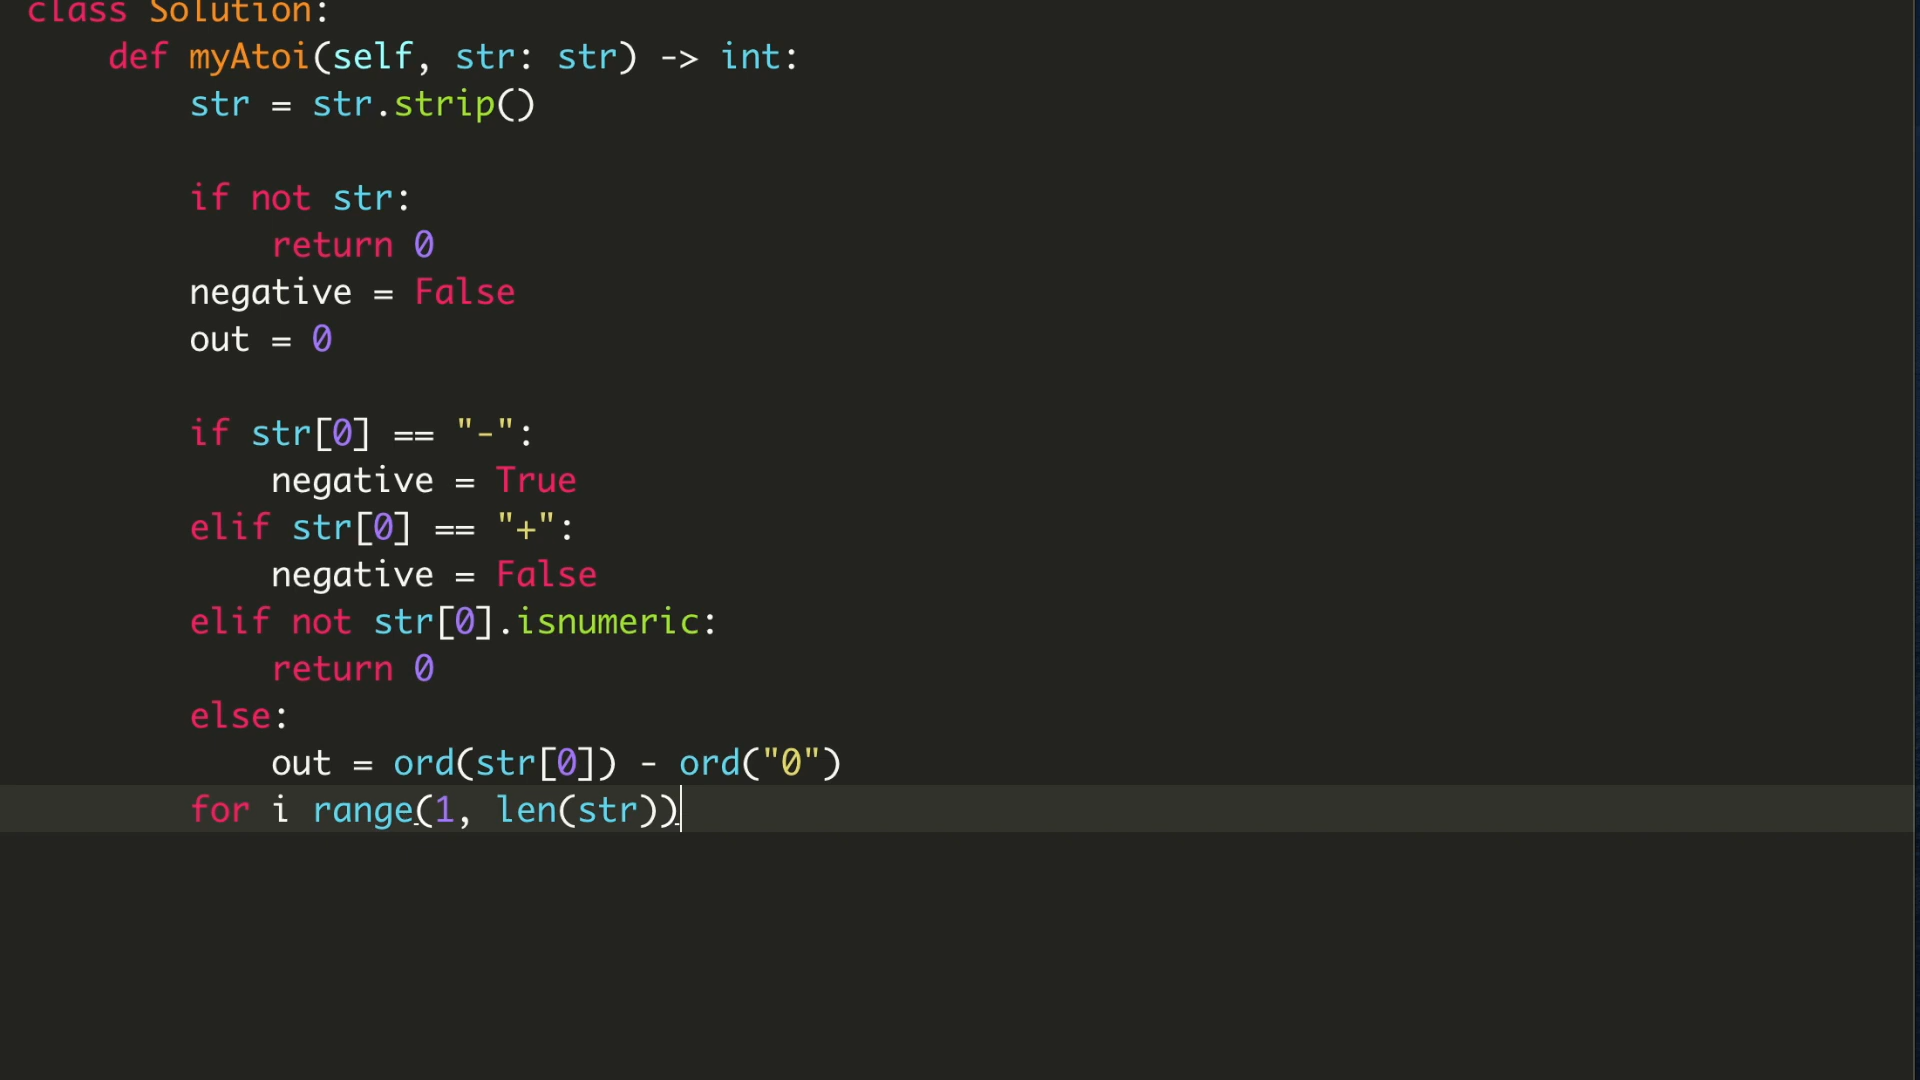 class Solution:
    def myAtoi(self, str: str) -> int:
        str = str.strip()

        if not str:
            return 0
        negative = False
        out = 0

        if str[0] == "-":
            negative = True
        elif str[0] == "+":
            negative = False
        elif not str[0].isnumeric:
            return 0
        else:
            out = ord(str[0]) - ord("0")
        for i range(1, len(str))